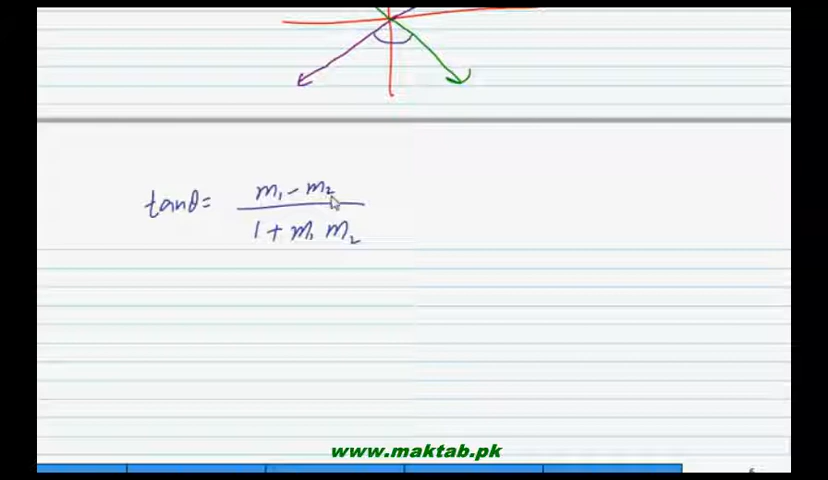 tanθ = m₁ - m₂ / 1 + m₁ m₂
www.maktab.pk